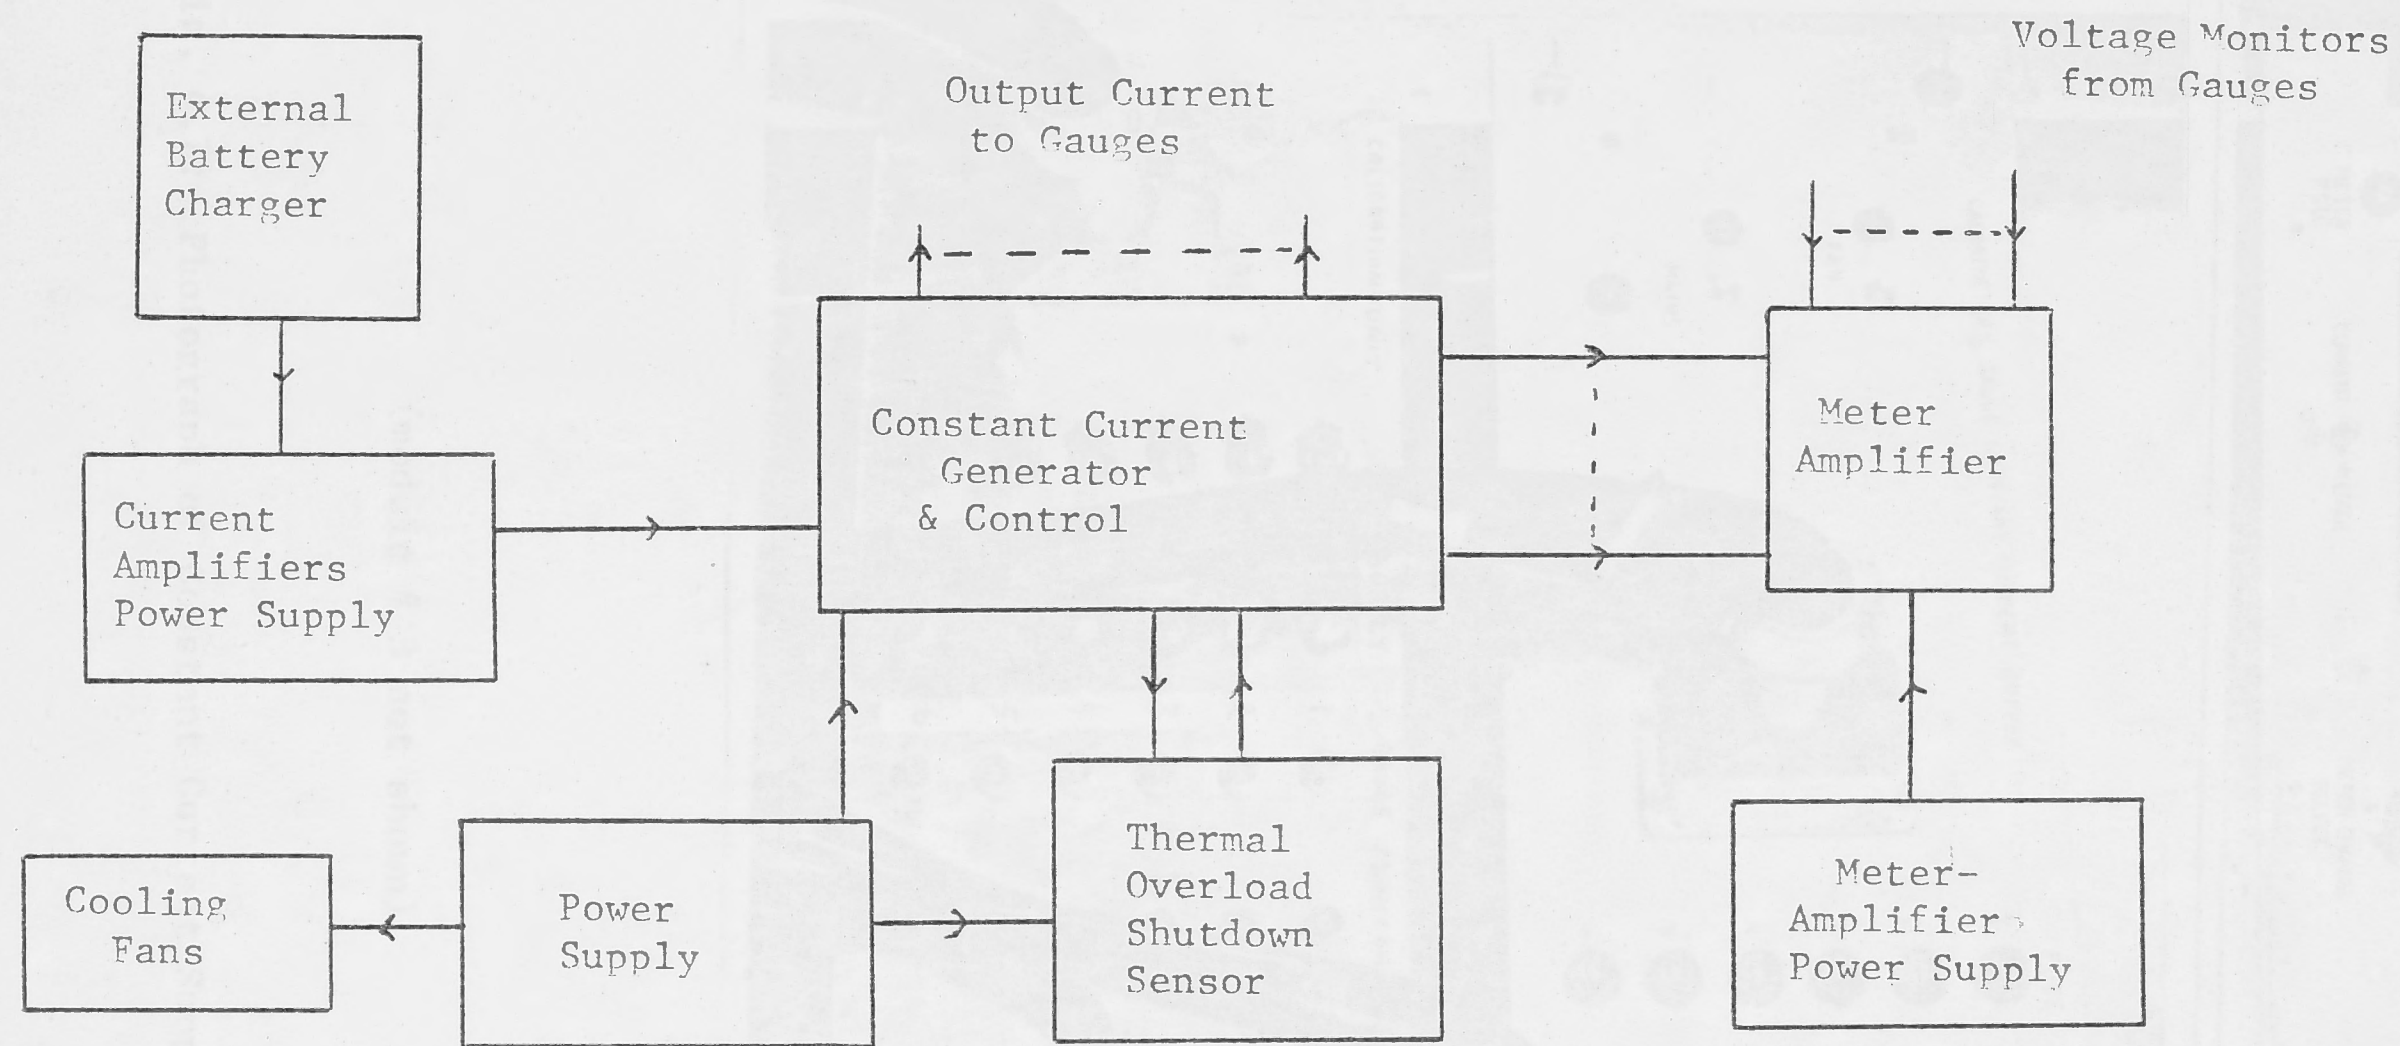 External
Battery
Charger
Output Current
to Gauges
Voltage Monitors
from Gauges
Current
Amplifiers
Power Supply
Constant Current
Generator
& Control
Meter
Amplifier
Cooling
Fans
Power
Supply
Thermal
Overload
Shutdown
Sensor
Meter-
Amplifier
Power Supply